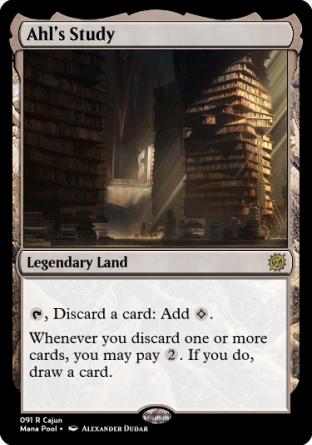 Ahl's Study
Legendary Land
, Discard a card: Add .
Whenever you discard one or more
cards, you may pay 2. If you do,
draw a card.
091 R Cajun
Mana Pool • Alexander Dudar